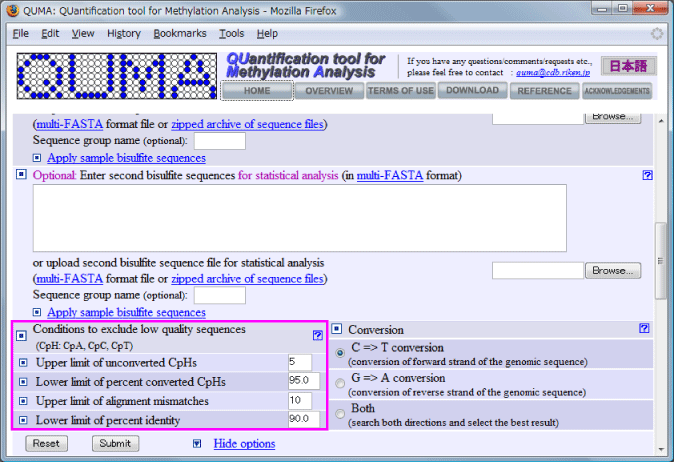 QUMA: QUantification tool for Methylation Analysis - Mozilla Firefox
File Edit View History Bookmarks Tools Help
QUMA
QUantification tool for
Methylation Analysis
If you have any questions/comments/requests etc.,
please feel free to contact : quma@cdb.riken.jp
日本語
HOME OVERVIEW TERMS OF USE DOWNLOAD REFERENCE ACKNOWLEDGEMENTS
(multi-FASTA format file or zipped archive of sequence files)
Browse...
Sequence group name (optional):
Apply sample bisulfite sequences
Optional: Enter second bisulfite sequences for statistical analysis (in multi-FASTA format)
?
or upload second bisulfite sequence file for statistical analysis
(multi-FASTA format file or zipped archive of sequence files)
Browse...
Sequence group name (optional):
Apply sample bisulfite sequences
Conditions to exclude low quality sequences
(CpH: CpA, CpC, CpT)
?
Upper limit of unconverted CpHs 5
Lower limit of percent converted CpHs 95.0
Upper limit of alignment mismatches 10
Lower limit of percent identity 90.0
Conversion ?
C => T conversion
(conversion of forward strand of the genomic sequence)
G => A conversion
(conversion of reverse strand of the genomic sequence)
Both
(search both directions and select the best result)
Reset Submit Hide options